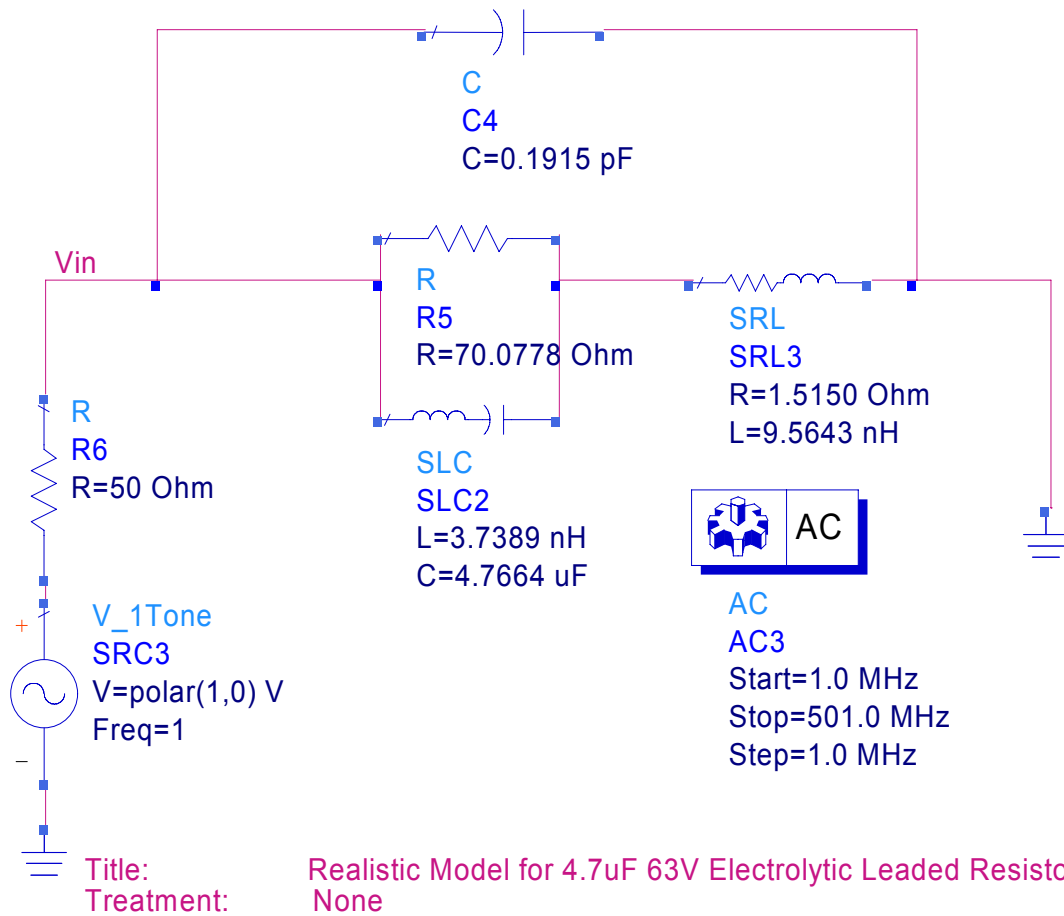 C
C4
C=0.1915 pF
Vin
R
R5
R=70.0778 Ohm
SRL
SRL3
R=1.5150 Ohm
L=9.5643 nH
R
R6
R=50 Ohm
SLC
SLC2
L=3.7389 nH
C=4.7664 uF
AC
AC
AC3
Start=1.0 MHz
Stop=501.0 MHz
Step=1.0 MHz
+
V_1Tone
SRC3
V=polar(1,0) V
Freq=1
–
Title: Realistic Model for 4.7uF 63V Electrolytic Leaded Resisto
Treatment: None